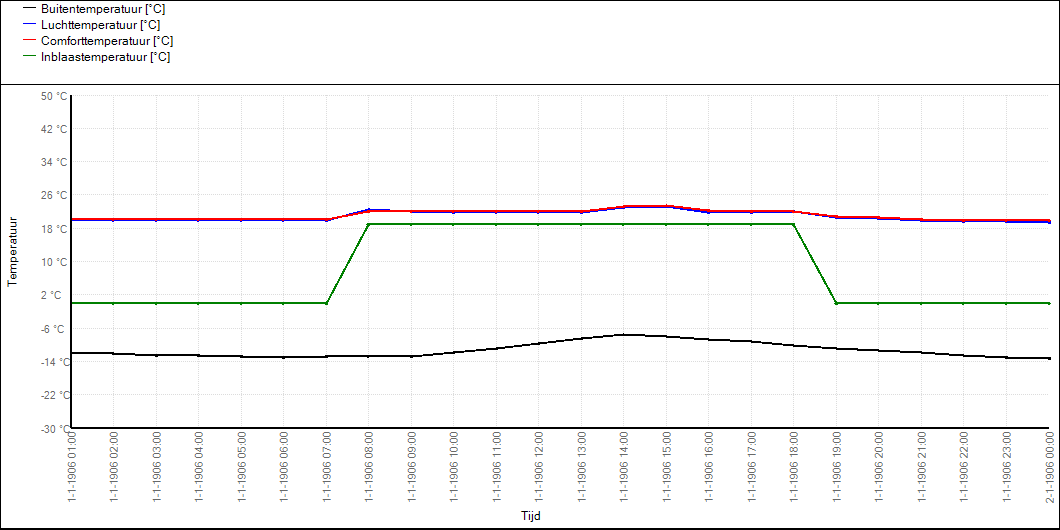 Buitentemperatuur [°C]
Luchttemperatuur [°C]
Comforttemperatuur [°C]
Inblaastemperatuur [°C]
50 °C
42 °C
34 °C
26 °C
18 °C
10 °C
2 °C
-6 °C
-14 °C
-22 °C
-30 °C
Temperatuur
1-1-1906 01:00
1-1-1906 02:00
1-1-1906 03:00
1-1-1906 04:00
1-1-1906 05:00
1-1-1906 06:00
1-1-1906 07:00
1-1-1906 08:00
1-1-1906 09:00
1-1-1906 10:00
1-1-1906 11:00
1-1-1906 12:00
1-1-1906 13:00
1-1-1906 14:00
1-1-1906 15:00
1-1-1906 16:00
1-1-1906 17:00
1-1-1906 18:00
1-1-1906 19:00
1-1-1906 20:00
1-1-1906 21:00
1-1-1906 22:00
1-1-1906 23:00
2-1-1906 00:00
Tijd